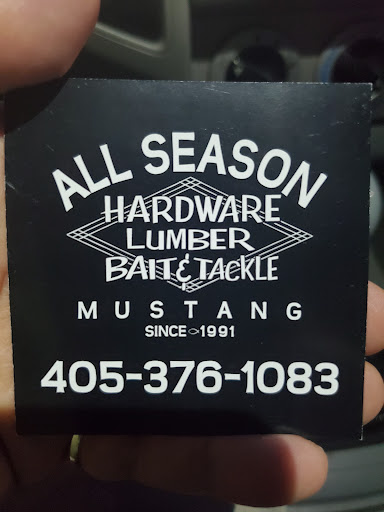 ALL SEASON
HARDWARE
LUMBER
BAIT & TACKLE
MUSTANG
SINCE 1991
405-376-1083